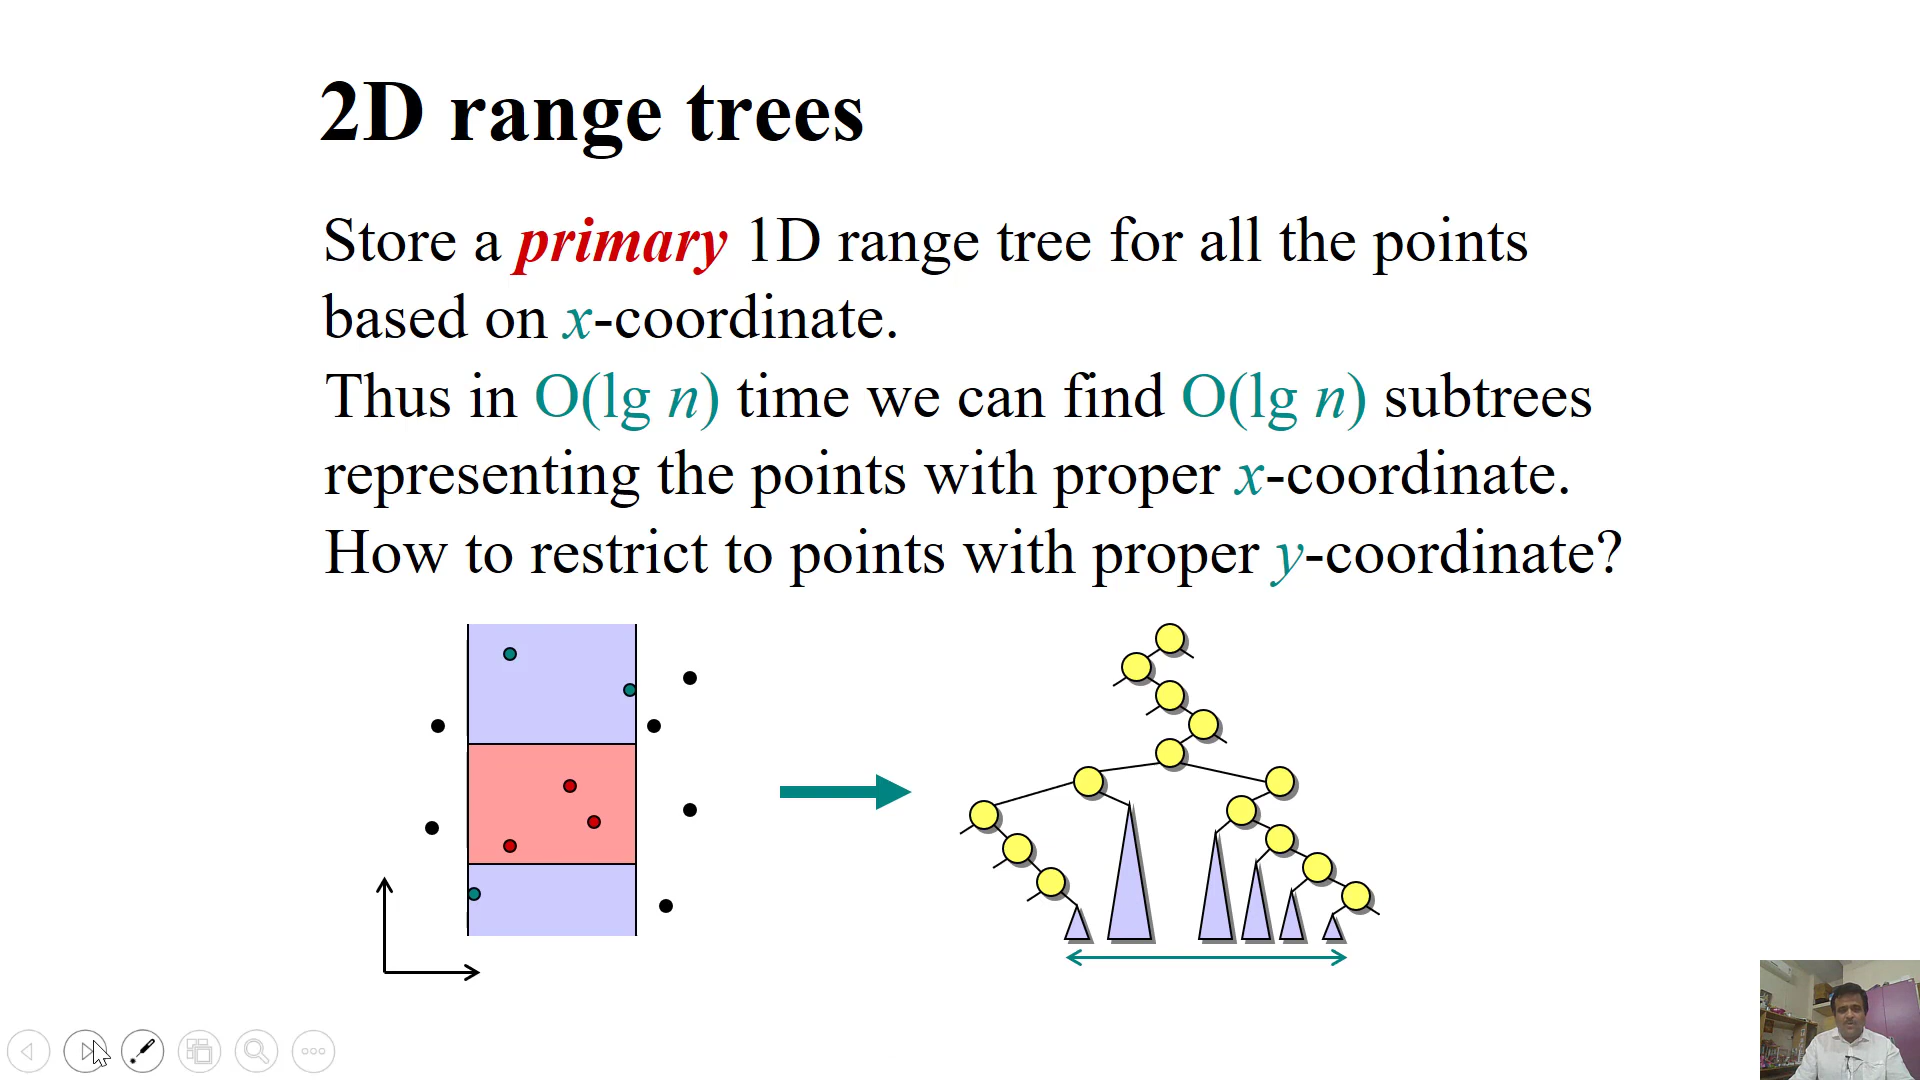 2D range trees
Store a primary 1D range tree for all the points
based on x-coordinate.
Thus in O(lg n) time we can find O(lg n) subtrees
representing the points with proper x-coordinate.
How to restrict to points with proper y-coordinate?